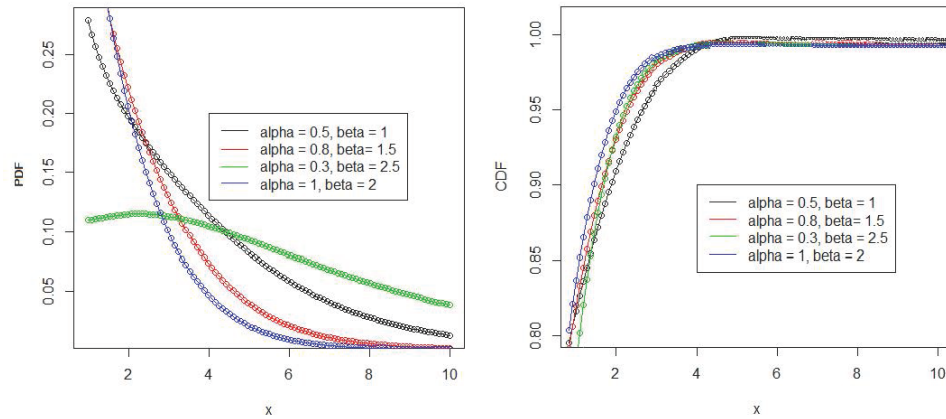 PDF
0.25
0.20
0.15
0.10
0.05
alpha = 0.5, beta = 1
alpha = 0.8, beta= 1.5
alpha = 0.3, beta = 2.5
alpha = 1, beta = 2
2 4 6 8 10
x
CDF
1.00
0.95
0.90
0.85
0.80
alpha = 0.5, beta = 1
alpha = 0.8, beta= 1.5
alpha = 0.3, beta = 2.5
alpha = 1, beta = 2
2 4 6 8 10
x